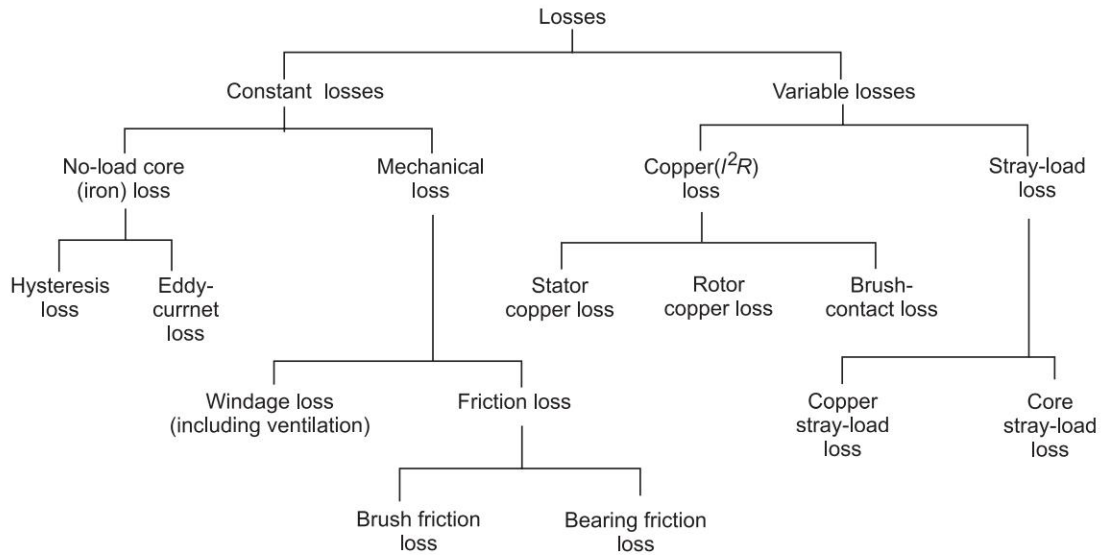 Losses
Constant losses
Variable losses
No-load core
(iron) loss
Mechanical
loss
Copper(I²R)
loss
Stray-load
loss
Hysteresis
loss
Eddy-
currnet
loss
Stator
copper loss
Rotor
copper loss
Brush-
contact loss
Windage loss
(including ventilation)
Friction loss
Copper
stray-load
loss
Core
stray-load
loss
Brush friction
loss
Bearing friction
loss